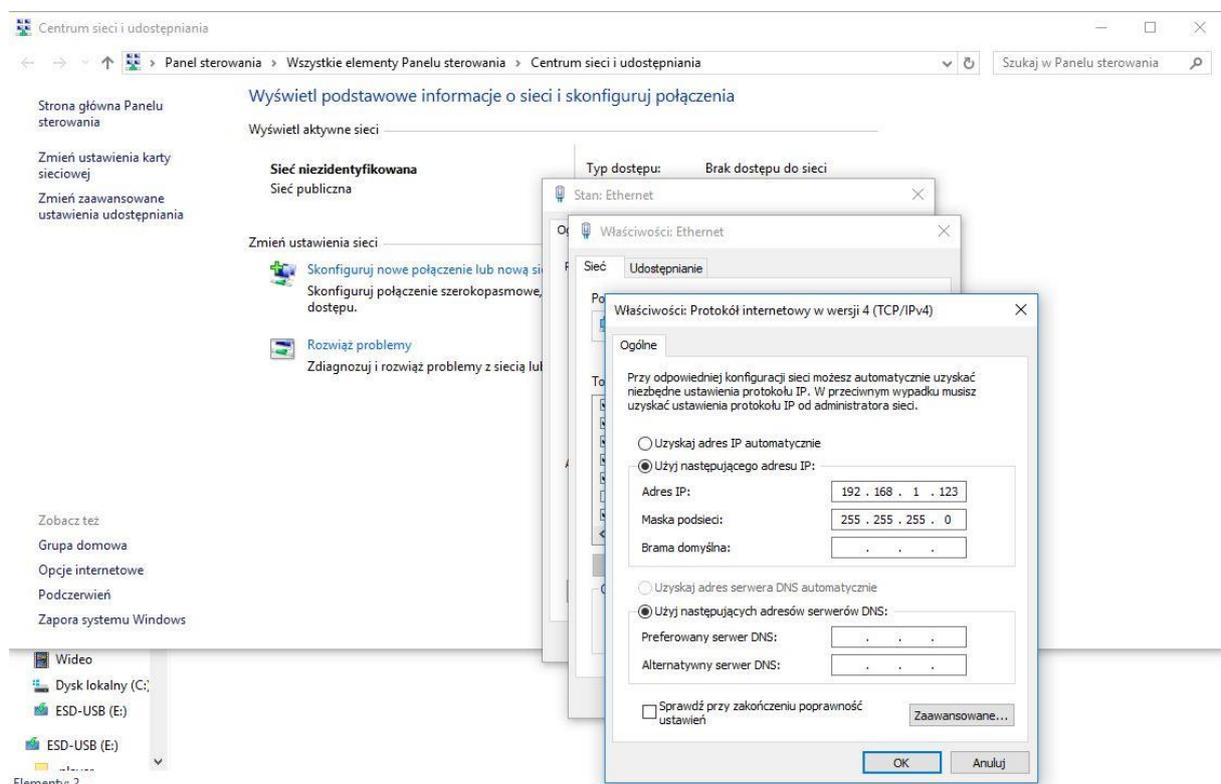 Centrum sieci i udostępniania
Panel sterowania › Wszystkie elementy Panelu sterowania › Centrum sieci i udostępniania
Szukaj w Panelu sterowania
Strona główna Panelu
sterowania
Zmień ustawienia karty
sieciowej
Zmień zaawansowane
ustawienia udostępniania
Wyświetl podstawowe informacje o sieci i skonfiguruj połączenia
Wyświetl aktywne sieci
Sieć niezidentyfikowana
Sieć publiczna
Typ dostępu: Brak dostępu do sieci
Zmień ustawienia sieci
Skonfiguruj nowe połączenie lub nową
Skonfiguruj połączenie szerokopasmowe,
dostępu.
Rozwiąż problemy
Zdiagnozuj i rozwiąż problemy z siecią
Zobacz też
Grupa domowa
Opcje internetowe
Podczerwień
Zapora systemu Windows
Stan: Ethernet
Właściwości: Ethernet
Sieć
Udostępnianie
Właściwości: Protokół internetowy w wersji 4 (TCP/IPv4)
Ogólne
Przy odpowiedniej konfiguracji sieci możesz automatycznie uzyskać
niezbędne ustawienia protokołu IP. W przeciwnym wypadku musisz
uzyskać ustawienia protokołu IP od administratora sieci.
Uzyskaj adres IP automatycznie
Użyj następującego adresu IP:
Adres IP: 192 . 168 . 1 . 123
Maska podsieci: 255 . 255 . 255 . 0
Brama domyślna: . . .
Uzyskaj adres serwera DNS automatycznie
Użyj następujących adresów serwerów DNS:
Preferowany serwer DNS: . . .
Alternatywny serwer DNS: . . .
Sprawdź przy zakończeniu poprawność
ustawień
Zaawansowane...
OK
Anuluj
Wideo
Dysk lokalny (C:)
ESD-USB (E:)
ESD-USB (E:)